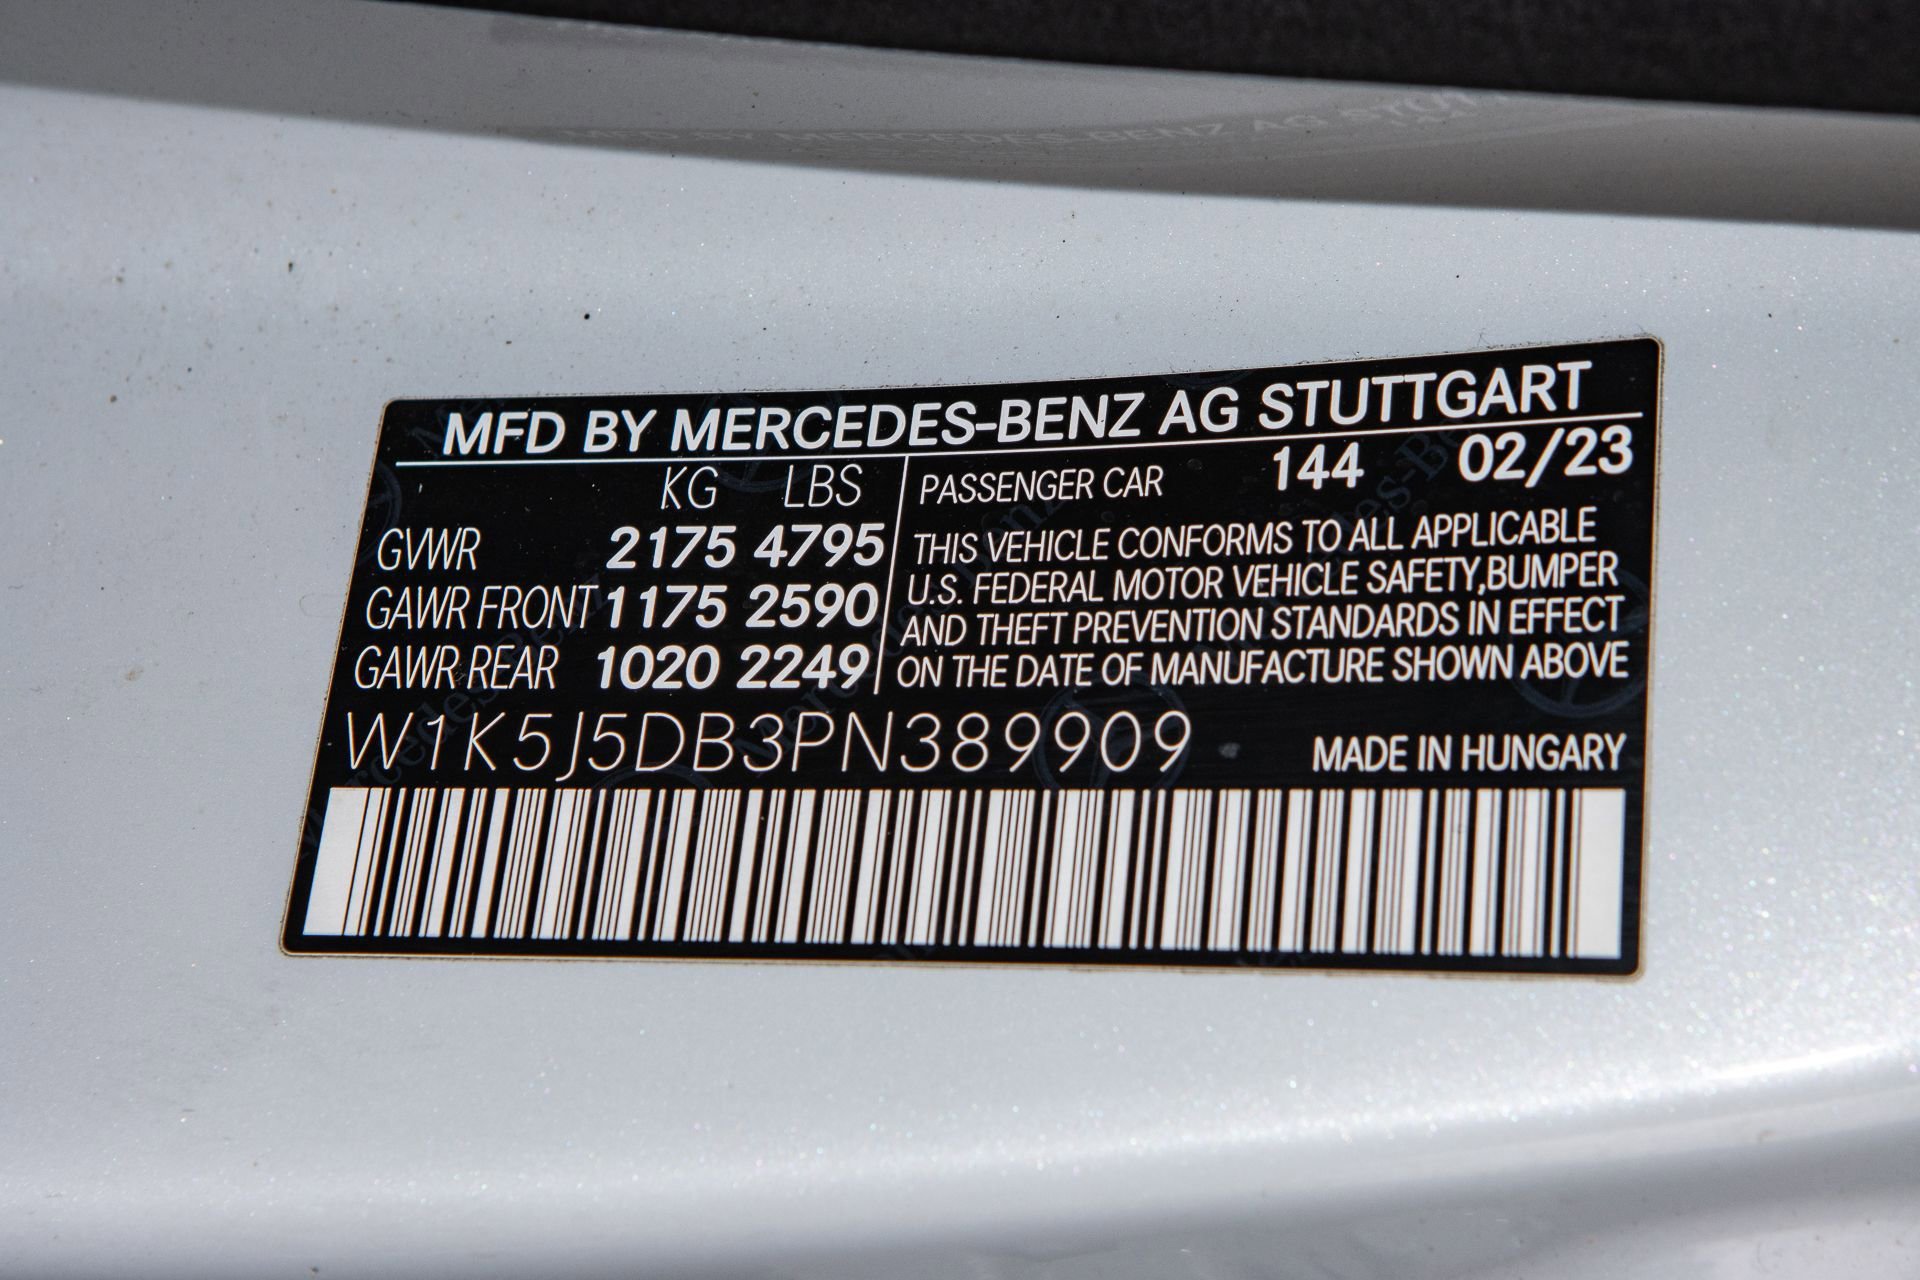 MFD BY MERCEDES-BENZ AG STUTTGART
KG LBS
GVWR 2175 4795
GAWR FRONT 1175 2590
GAWR REAR 1020 2249
PASSENGER CAR 144 02/23
THIS VEHICLE CONFORMS TO ALL APPLICABLE
U.S. FEDERAL MOTOR VEHICLE SAFETY,BUMPER
AND THEFT PREVENTION STANDARDS IN EFFECT
ON THE DATE OF MANUFACTURE SHOWN ABOVE
W1K5J5DB3PN389909
MADE IN HUNGARY